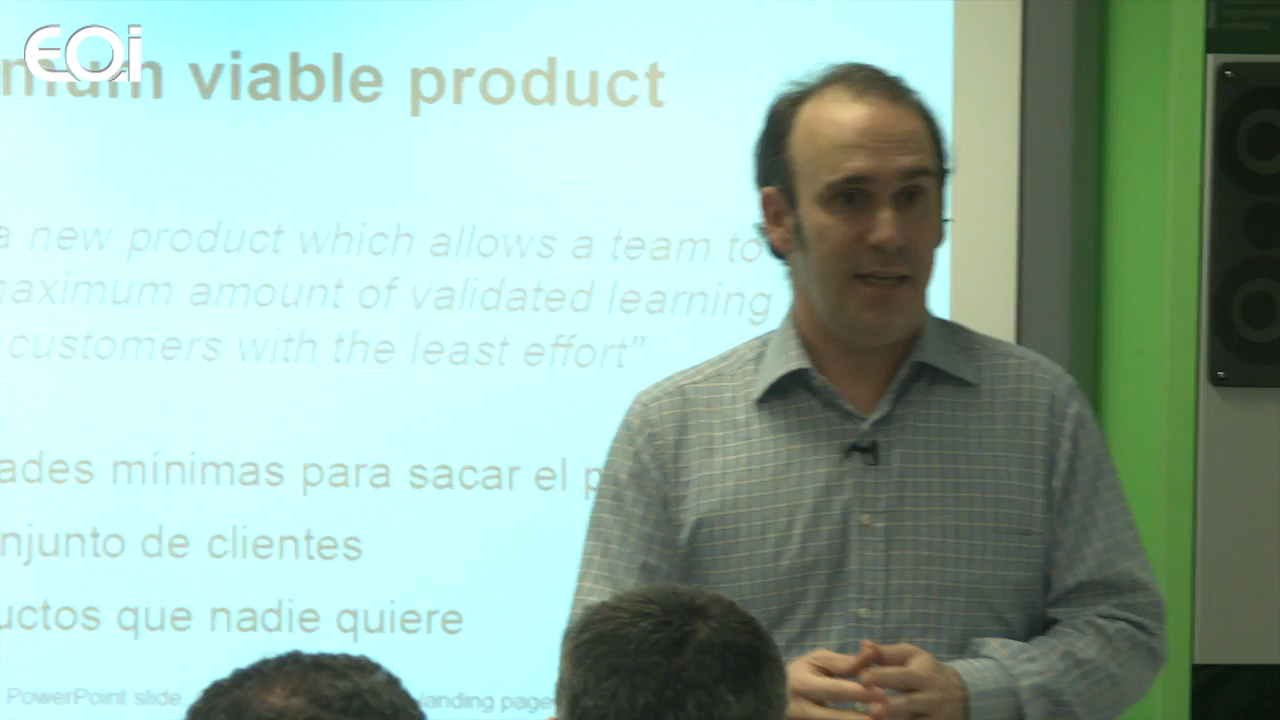 EOi
mum viable product
a new product which allows a team to
maximum amount of validated learning
customers with the least effort”
ades mínimas para sacar el p
njunto de clientes
uctos que nadie quiere
PowerPoint slide landing page